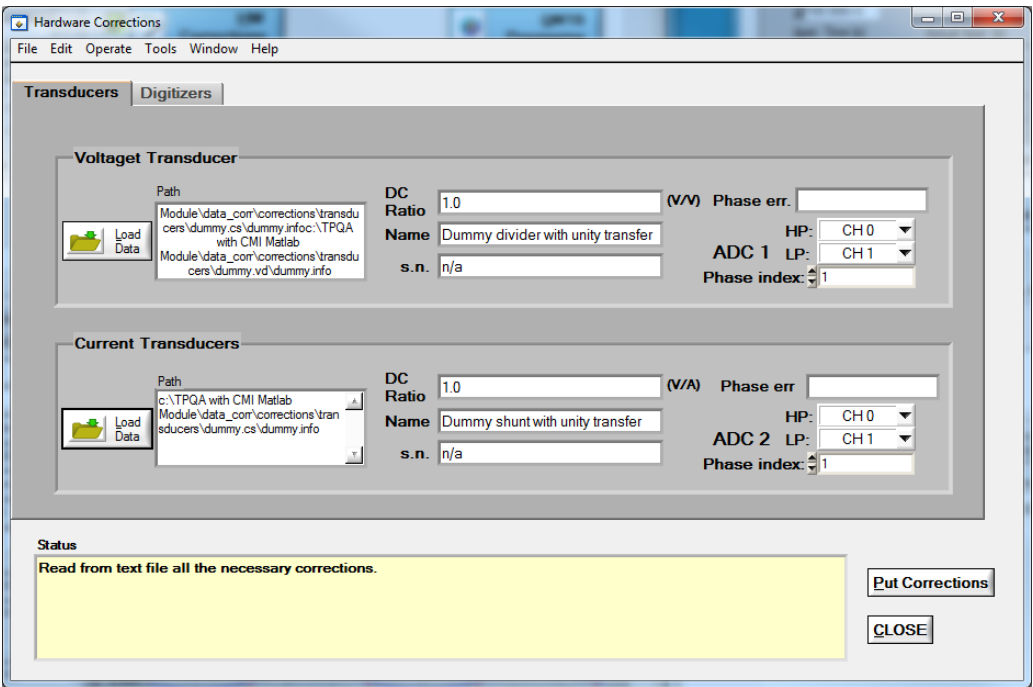 Hardware Corrections
File Edit Operate Tools Window Help
Transducers Digitizers
Voltaget Transducer
Path
Load
Data
Module\data_corr\corrections\transdu
cers\dummy.cs\dummy.infoc:\TPQA
with CMI Matlab
Module\data_corr\corrections\transdu
cers\dummy.vd\dummy.info
DC
Ratio
1.0
(V/V)
Name
Dummy divider with unity transfer
s.n.
n/a
Phase err.
ADC 1
HP:
CH 0
LP:
CH 1
Phase index:
1
Current Transducers
Path
Load
Data
c:\TPQA with CMI Matlab
Module\data_corr\corrections\tran
sducers\dummy.cs\dummy.info
DC
Ratio
1.0
(V/A)
Name
Dummy shunt with unity transfer
s.n.
n/a
Phase err
ADC 2
HP:
CH 0
LP:
CH 1
Phase index:
1
Status
Read from text file all the necessary corrections.
Put Corrections
CLOSE